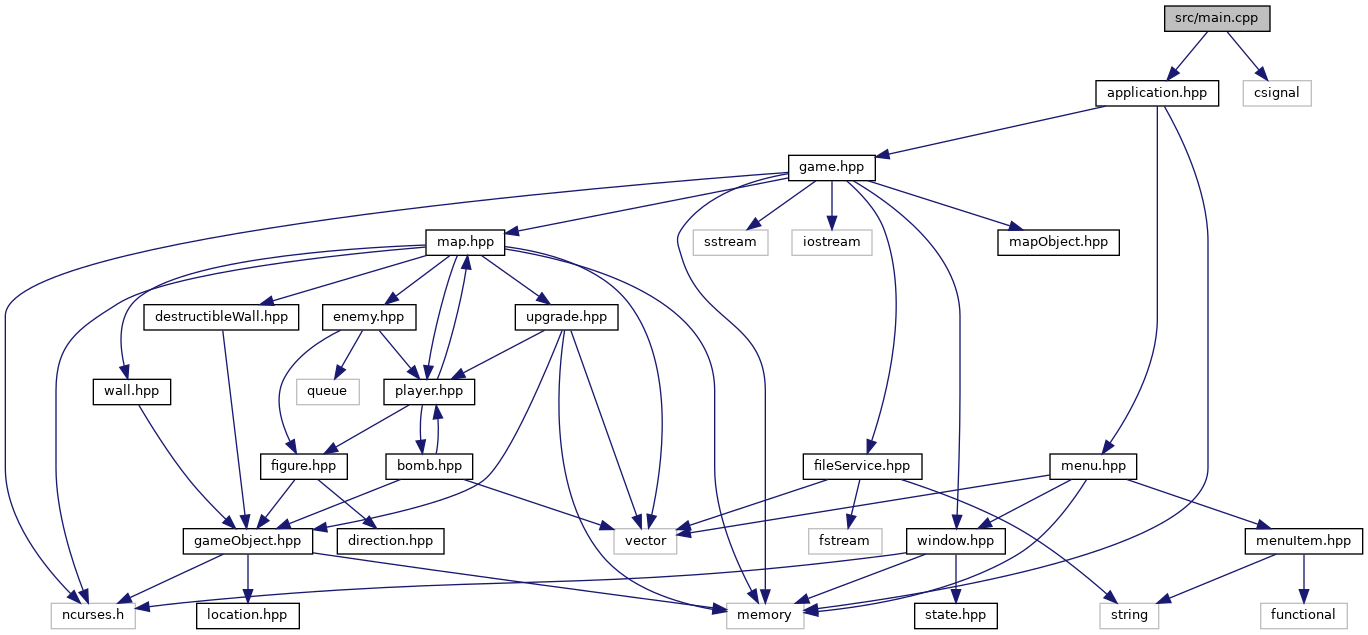 src/main.cpp
application.hpp
csignal
game.hpp
map.hpp
sstream
iostream
mapObject.hpp
destructibleWall.hpp
enemy.hpp
upgrade.hpp
wall.hpp
queue
player.hpp
figure.hpp
bomb.hpp
fileService.hpp
menu.hpp
gameObject.hpp
direction.hpp
vector
fstream
window.hpp
menuItem.hpp
ncurses.h
location.hpp
memory
state.hpp
string
functional